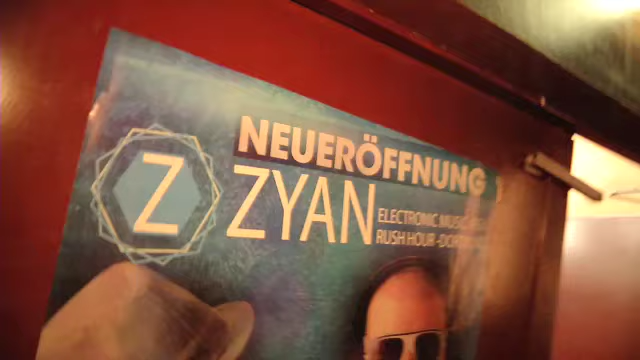 Z
NEUERÖFFNUNG
ZYAN
ELECTRONIC MUSIC
RUSH HOUR